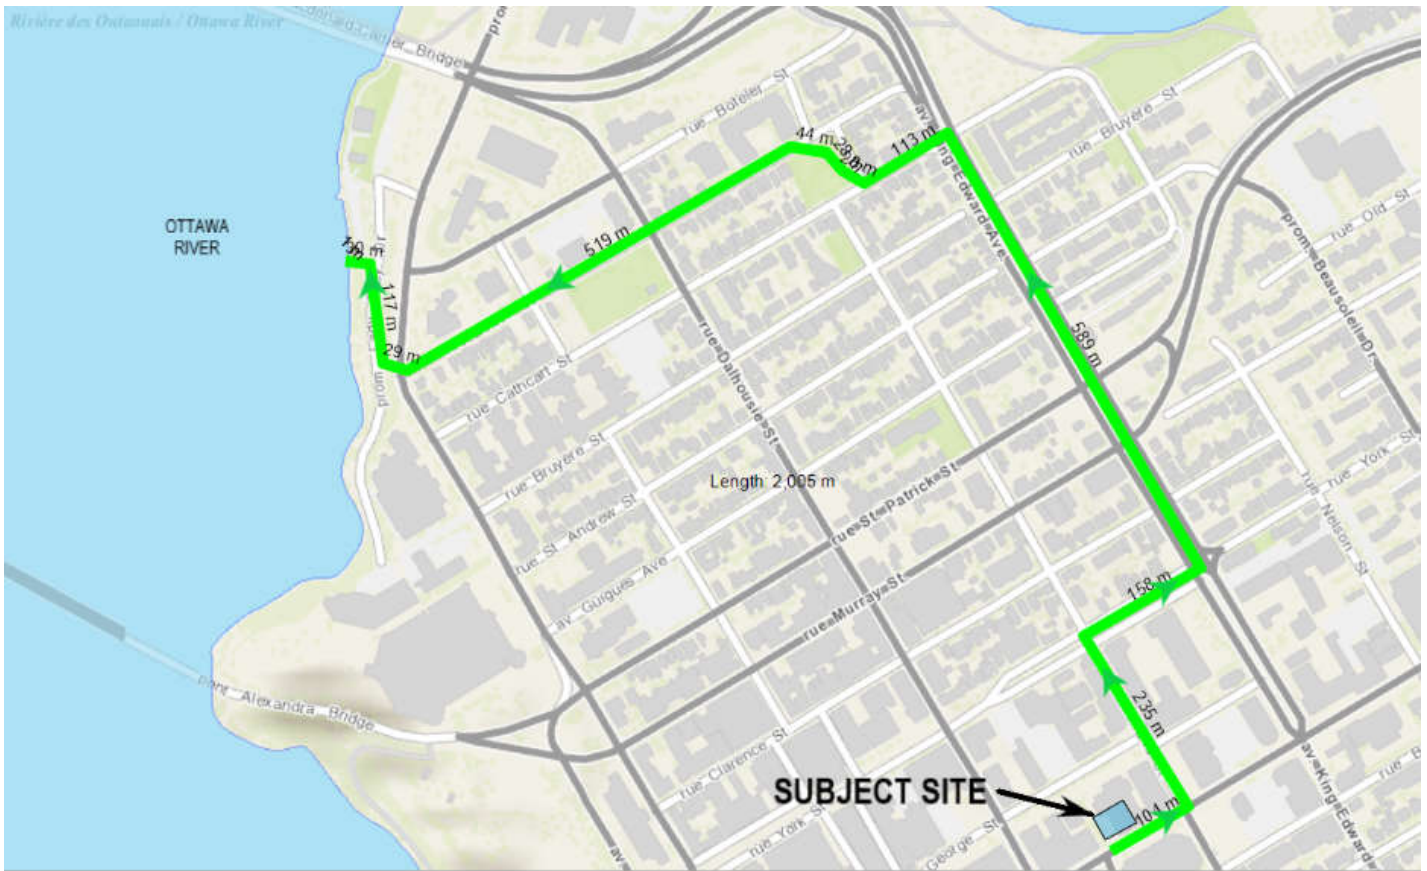 Rivière des Outaouais / Ottawa River
Bridge
rue Boteler St
rue Bruyere St
44 m
113 m
av. King Edward Ave.
OTTAWA
RIVER
519 m
117 m
29 m
589 m
rue Old St
prom. Beausoleil Dr.
rue Cathcart St
rue Dalhousie St
rue Bruyere St
Length: 2,005 m
rue St Patrick St
rue York St
rue Nelson St
rue St Andrew St
av. Guigues Ave
rue Murray St
158 m
pont Alexandra Bridge
235 m
rue Clarence St
SUBJECT SITE
104 m
rue York St
George St
av. King Edward